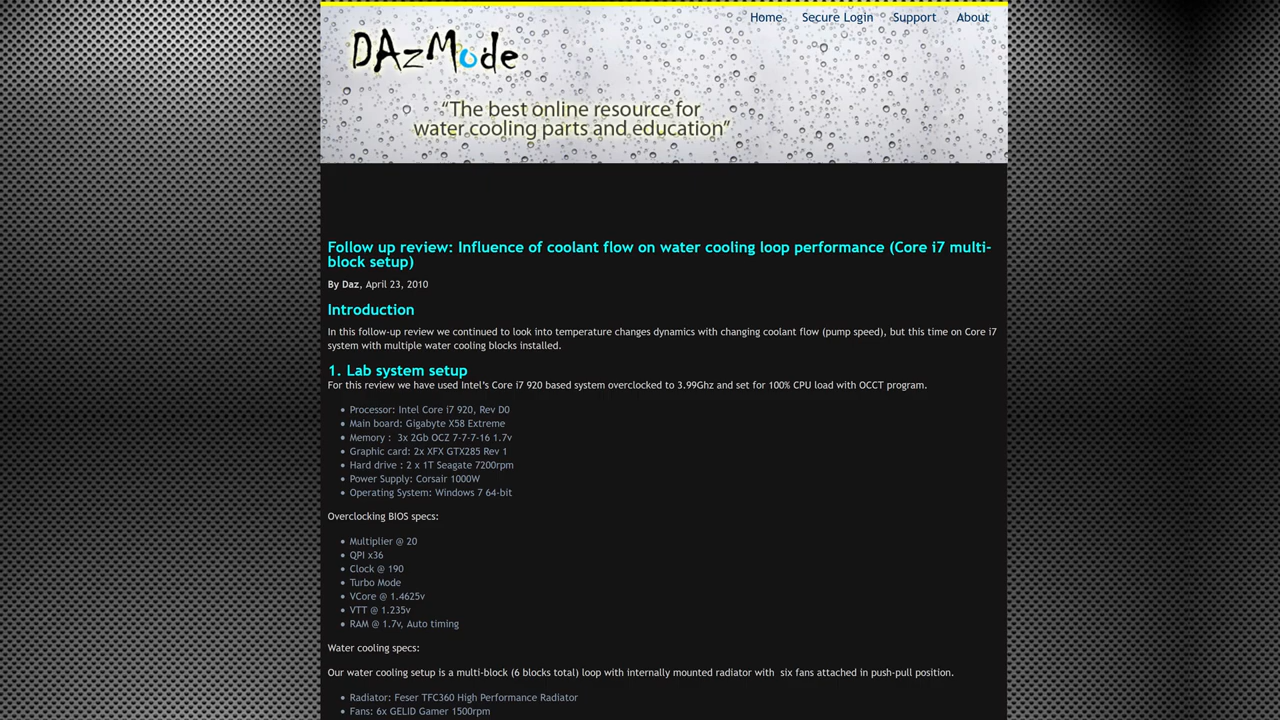 Home Secure Login Support About
DAzMode
“The best online resource for
water cooling parts and education”
Follow up review: Influence of coolant flow on water cooling loop performance (Core i7 multi-
block setup)
By Daz, April 23, 2010
Introduction
In this follow-up review we continued to look into temperature changes dynamics with changing coolant flow (pump speed), but this time on Core i7
system with multiple water cooling blocks installed.
1. Lab system setup
For this review we have used Intel's Core i7 920 based system overclocked to 3.99Ghz and set for 100% CPU load with OCCT program.
• Processor: Intel Core i7 920, Rev D0
• Main board: Gigabyte X58 Extreme
• Memory : 3x 2Gb OCZ 7-7-7-16 1.7v
• Graphic card: 2x XFX GTX285 Rev 1
• Hard drive : 2 x 1T Seagate 7200rpm
• Power Supply: Corsair 1000W
• Operating System: Windows 7 64-bit
Overclocking BIOS specs:
• Multiplier @ 20
• QPI x36
• Clock @ 190
• Turbo Mode
• VCore @ 1.4625v
• VTT @ 1.235v
• RAM @ 1.7v, Auto timing
Water cooling specs:
Our water cooling setup is a multi-block (6 blocks total) loop with internally mounted radiator with six fans attached in push-pull position.
• Radiator: Feser TFC360 High Performance Radiator
• Fans: 6x GELID Gamer 1500rpm